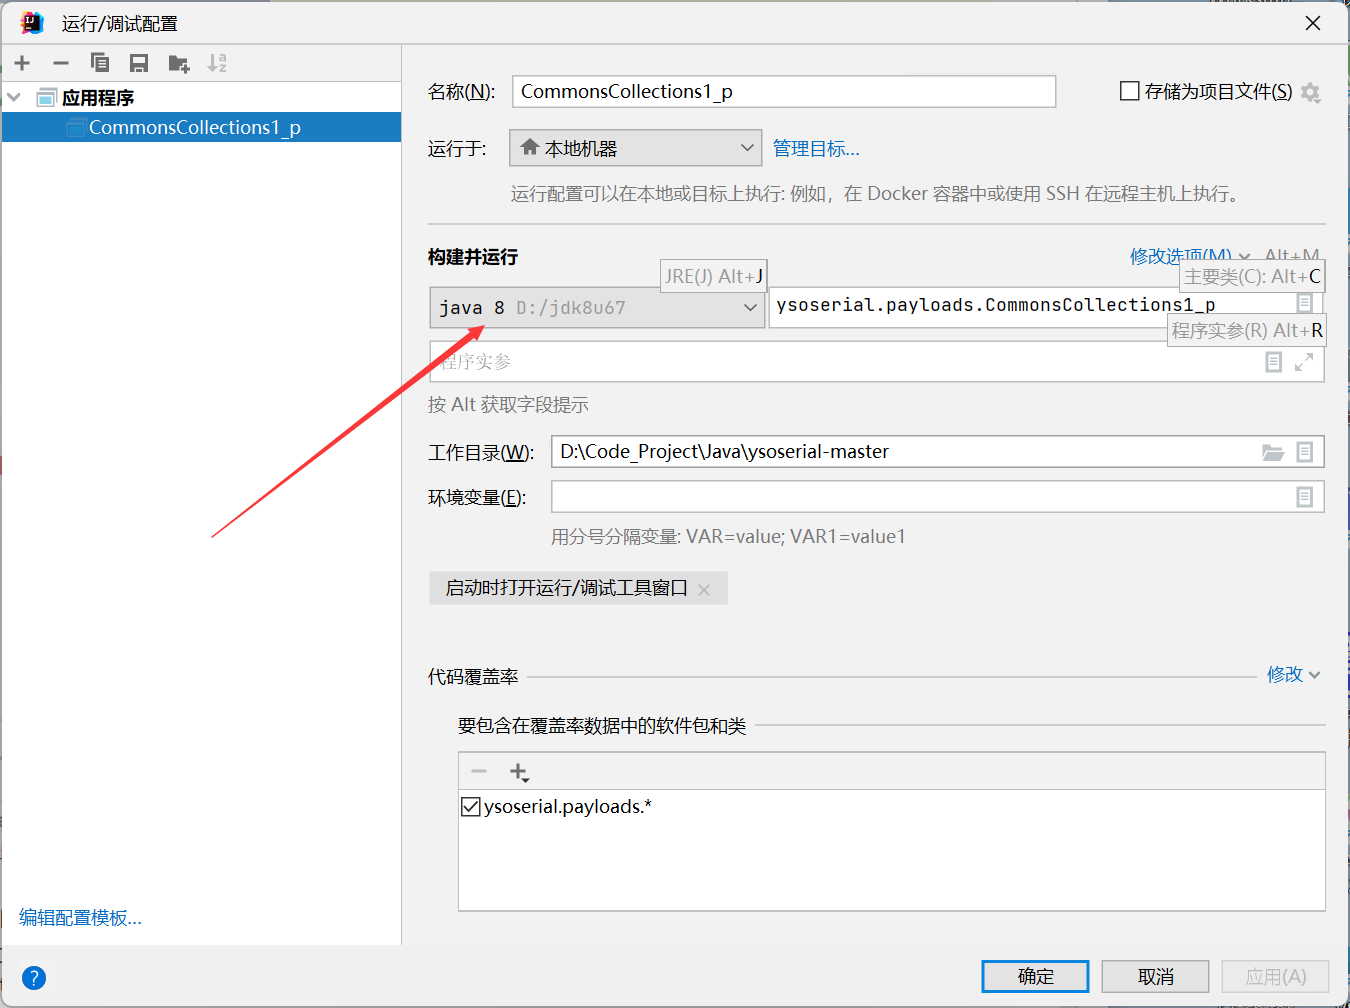 运行/调试配置
应用程序
CommonsCollections1_p
名称(N):
CommonsCollections1_p
存储为项目文件(S)
运行于:
本地机器
管理目标...
运行配置可以在本地或目标上执行: 例如，在 Docker 容器中或使用 SSH 在远程主机上执行。
构建并运行
修改选项(M)
Alt+M
JRE(J) Alt+J
主要类(C): Alt+C
java 8 D:/jdk8u67
ysoserial.payloads.CommonsCollections1_p
程序实参(R) Alt+R
程序实参
按 Alt 获取字段提示
工作目录(W):
D:\Code_Project\Java\ysoserial-master
环境变量(E):
用分号分隔变量: VAR=value; VAR1=value1
启动时打开运行/调试工具窗口
代码覆盖率
修改
要包含在覆盖率数据中的软件包和类
ysoserial.payloads.*
编辑配置模板...
?
确定
取消
应用(A)